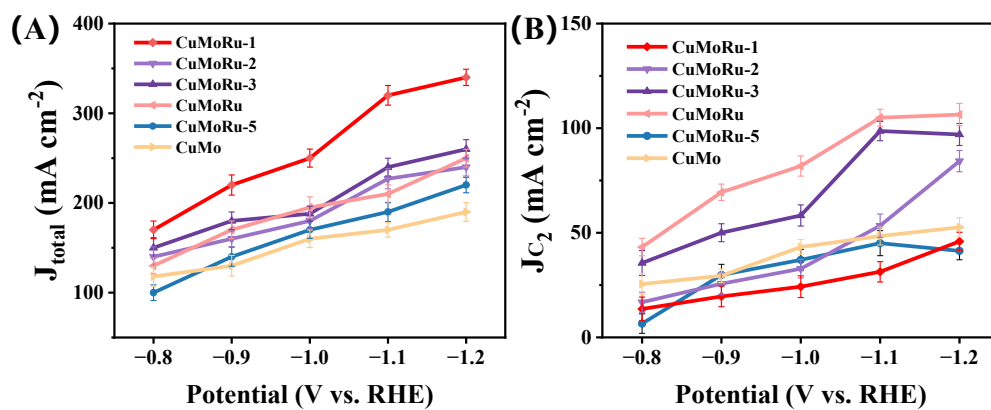 (A)
400
300
200
100
J_total (mA cm⁻²)
CuMoRu-1
CuMoRu-2
CuMoRu-3
CuMoRu
CuMoRu-5
CuMo
−0.8 −0.9 −1.0 −1.1 −1.2
Potential (V vs. RHE)
(B)
150
100
50
0
J_C₂ (mA cm⁻²)
CuMoRu-1
CuMoRu-2
CuMoRu-3
CuMoRu
CuMoRu-5
CuMo
−0.8 −0.9 −1.0 −1.1 −1.2
Potential (V vs. RHE)